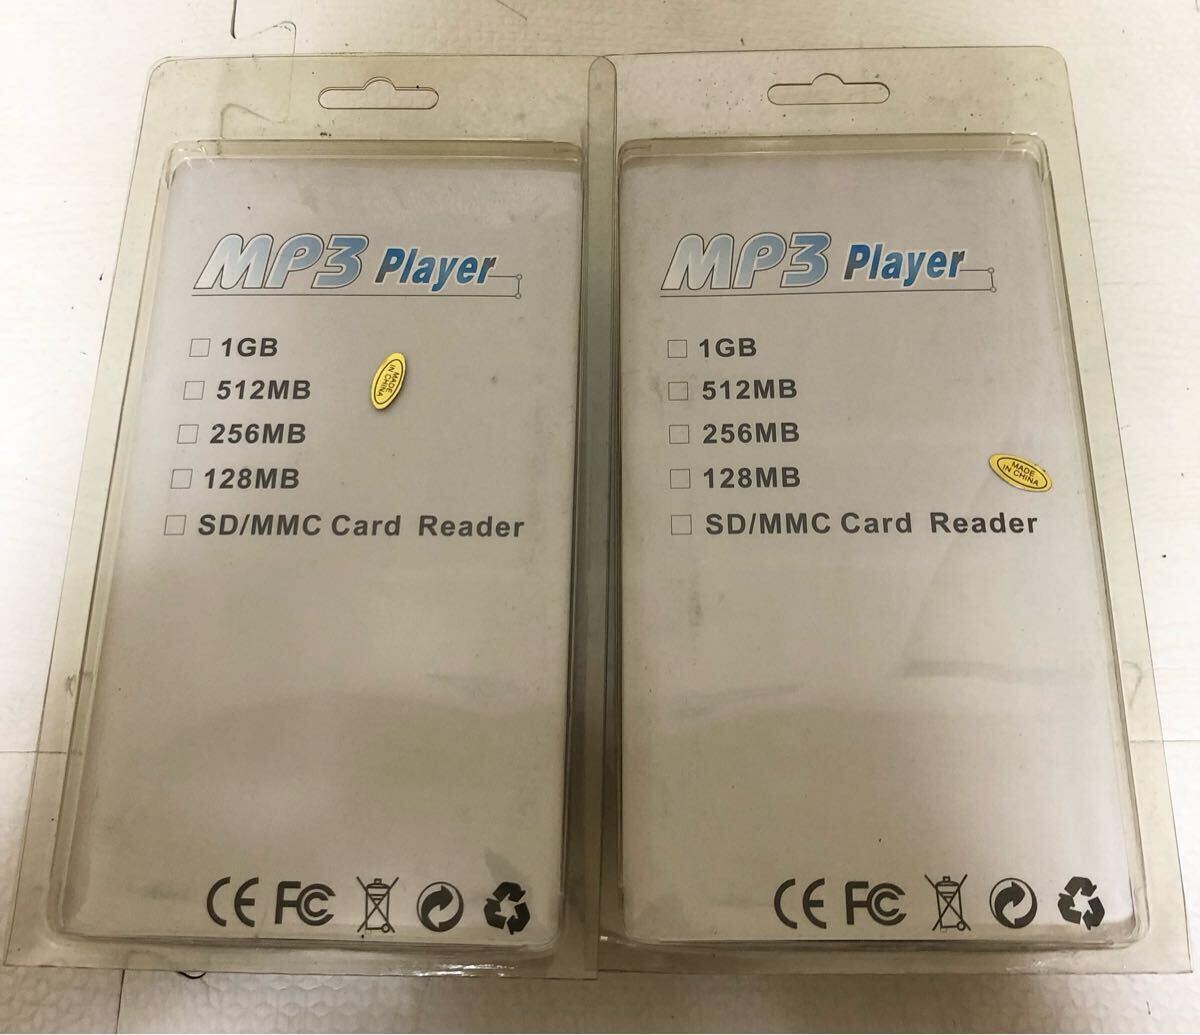 MP3 Player
1GB
512MB
MADE
IN CHINA
256MB
128MB
SD/MMC Card Reader
CE FC
MP3 Player
1GB
512MB
256MB
128MB
MADE
IN CHINA
SD/MMC Card Reader
CE FC